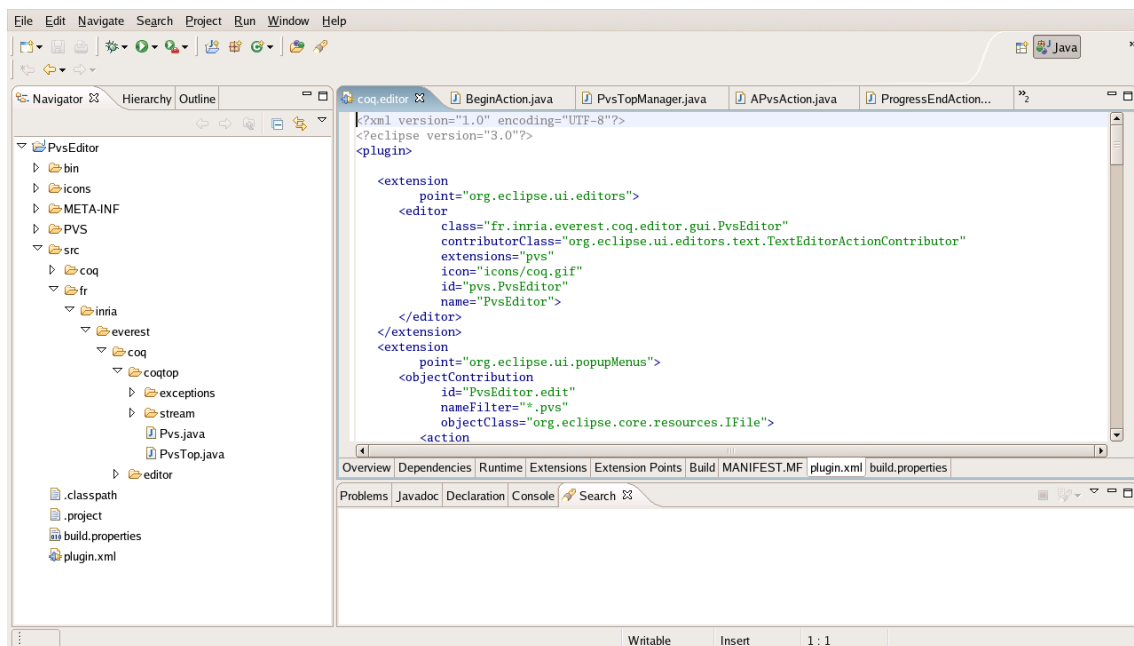 File Edit Navigate Search Project Run Window Help
Java
Navigator Hierarchy Outline
PvsEditor
bin
icons
META-INF
PVS
src
coq
fr
inria
everest
coq
coqtop
exceptions
stream
Pvs.java
PvsTop.java
editor
.classpath
.project
build.properties
plugin.xml
coq.editor BeginAction.java PvsTopManager.java APvsAction.java ProgressEndAction... »2
<?xml version="1.0" encoding="UTF-8"?>
<?eclipse version="3.0"?>
<plugin>
<extension
point="org.eclipse.ui.editors">
<editor
class="fr.inria.everest.coq.editor.gui.PvsEditor"
contributorClass="org.eclipse.ui.editors.text.TextEditorActionContributor"
extensions="pvs"
icon="icons/coq.gif"
id="pvs.PvsEditor"
name="PvsEditor">
</editor>
</extension>
<extension
point="org.eclipse.ui.popupMenus">
<objectContribution
id="PvsEditor.edit"
nameFilter="*.pvs"
objectClass="org.eclipse.core.resources.IFile">
<action
Overview Dependencies Runtime Extensions Extension Points Build MANIFEST.MF plugin.xml build.properties
Problems Javadoc Declaration Console Search
Writable Insert 1 : 1